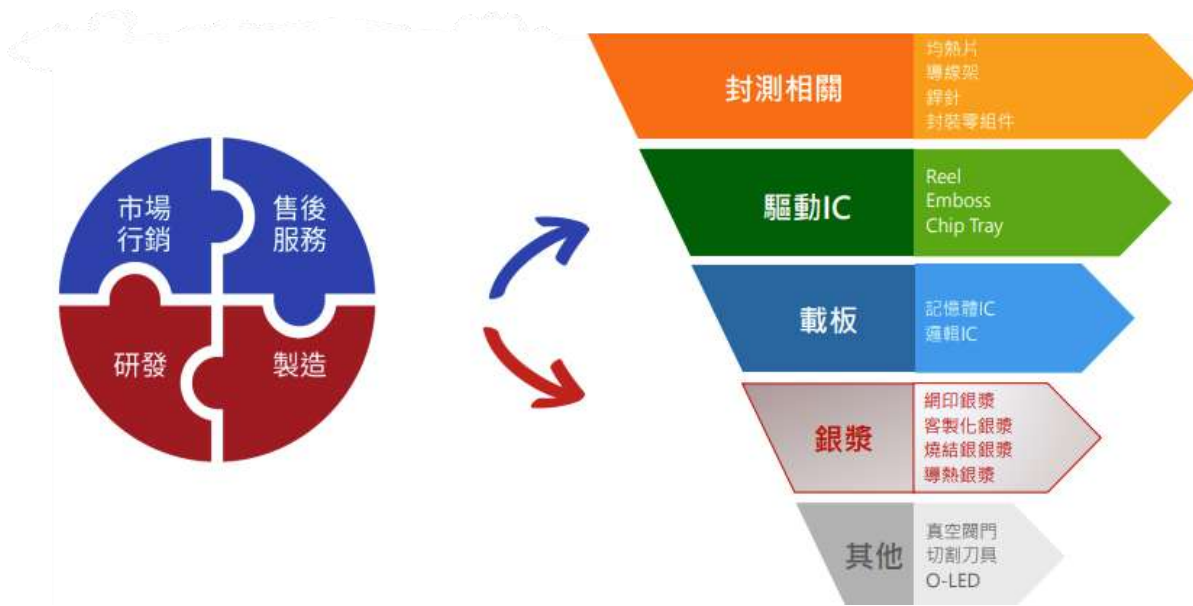 市場
行銷
售後
服務
研發
製造
封測相關
均熱片
導線架
銲針
封裝零組件
驅動IC
Reel
Emboss
Chip Tray
載板
記憶體IC
邏輯IC
銀漿
網印銀漿
客製化銀漿
燒結銀銀漿
導熱銀漿
其他
真空閥門
切割刀具
O-LED